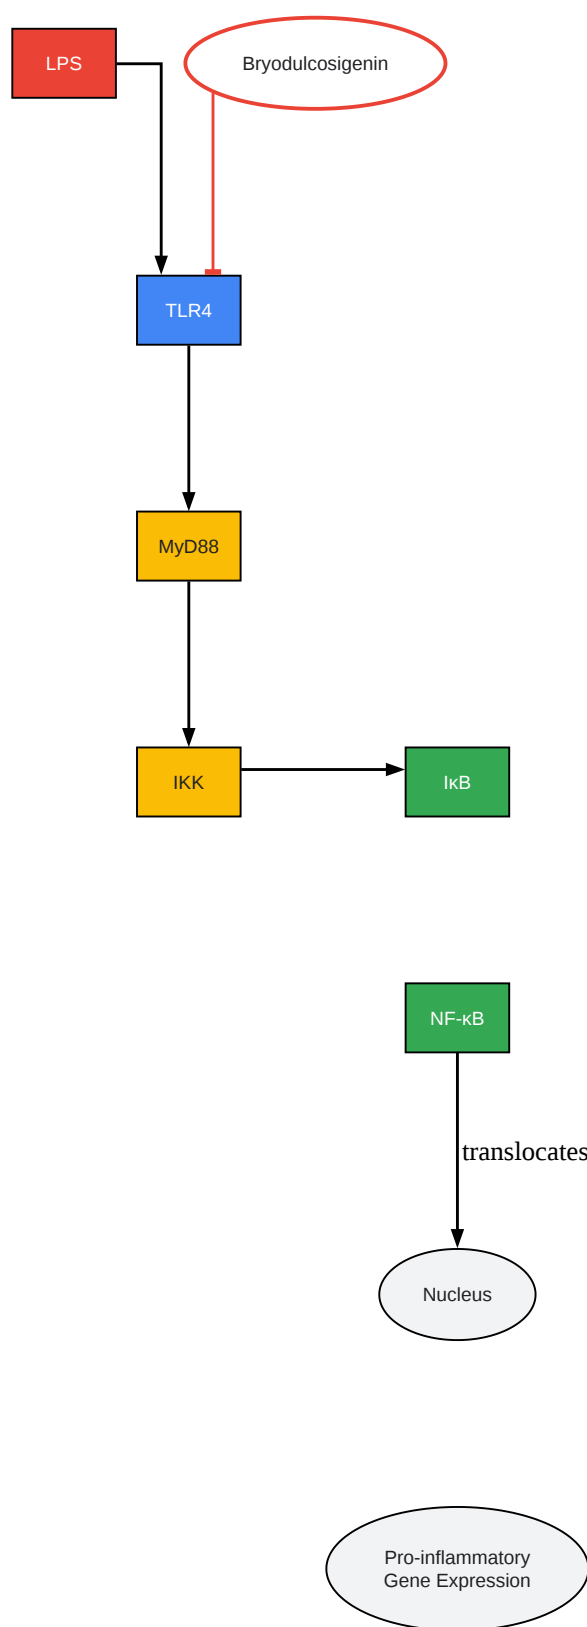 LPS
Bryodulcosigenin
TLR4
MyD88
IKK
IκB
NF-κB
translocates
Nucleus
Pro-inflammatory
Gene Expression